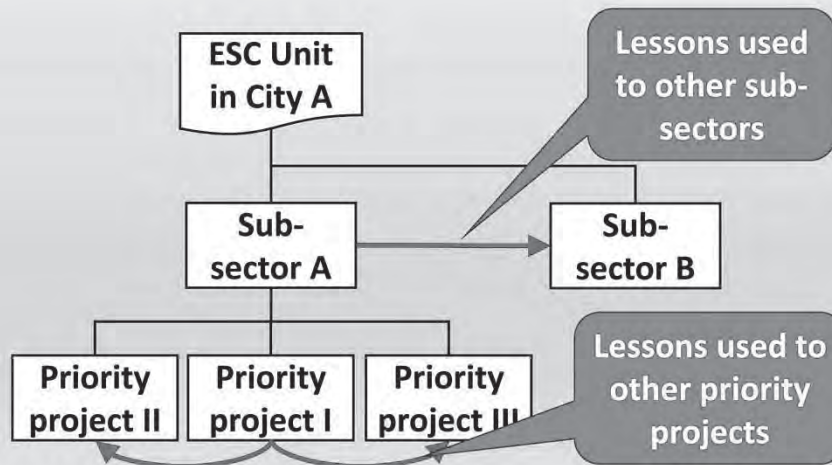 ESC Unit
in City A
Lessons used
to other sub-
sectors
Sub-
sector A
Sub-
sector B
Priority
project II
Priority
project I
Priority
project III
Lessons used to
other priority
projects